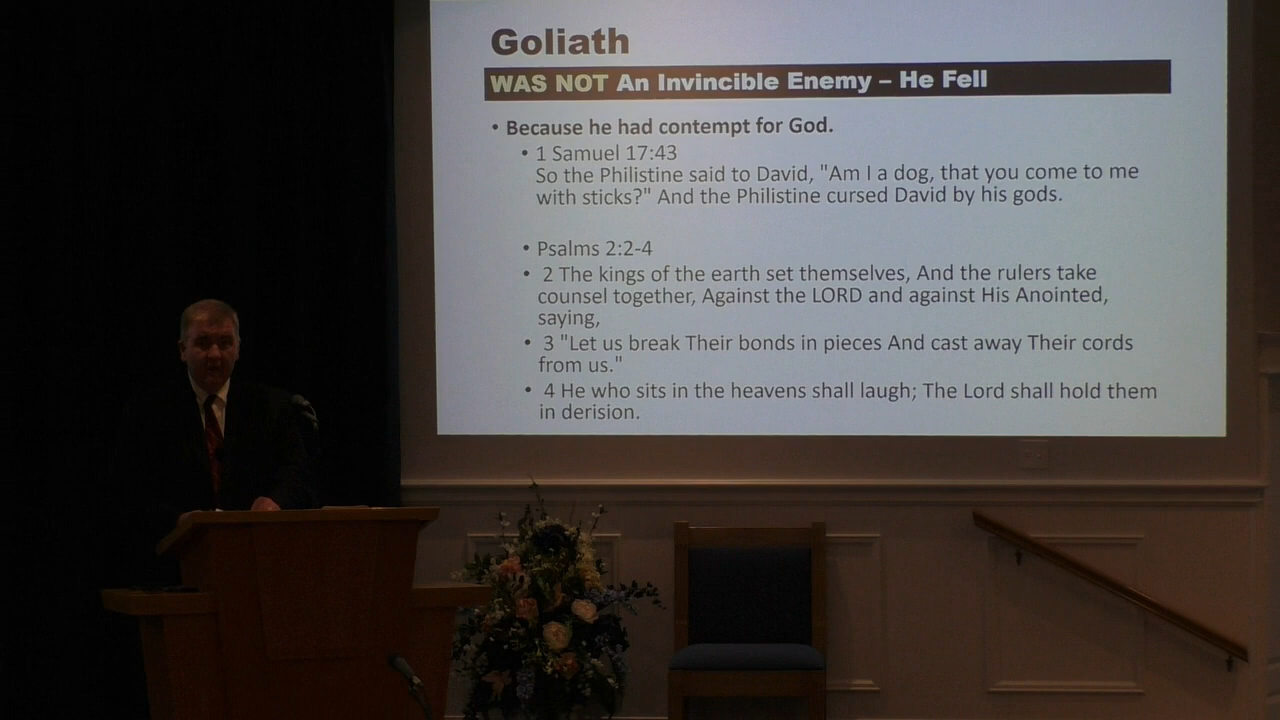 Goliath
WAS NOT An Invincible Enemy – He Fell
• Because he had contempt for God.
• 1 Samuel 17:43
So the Philistine said to David, "Am I a dog, that you come to me
with sticks?" And the Philistine cursed David by his gods.
• Psalms 2:2-4
• 2 The kings of the earth set themselves, And the rulers take
counsel together, Against the LORD and against His Anointed,
saying,
• 3 "Let us break Their bonds in pieces And cast away Their cords
from us."
• 4 He who sits in the heavens shall laugh; The Lord shall hold them
in derision.